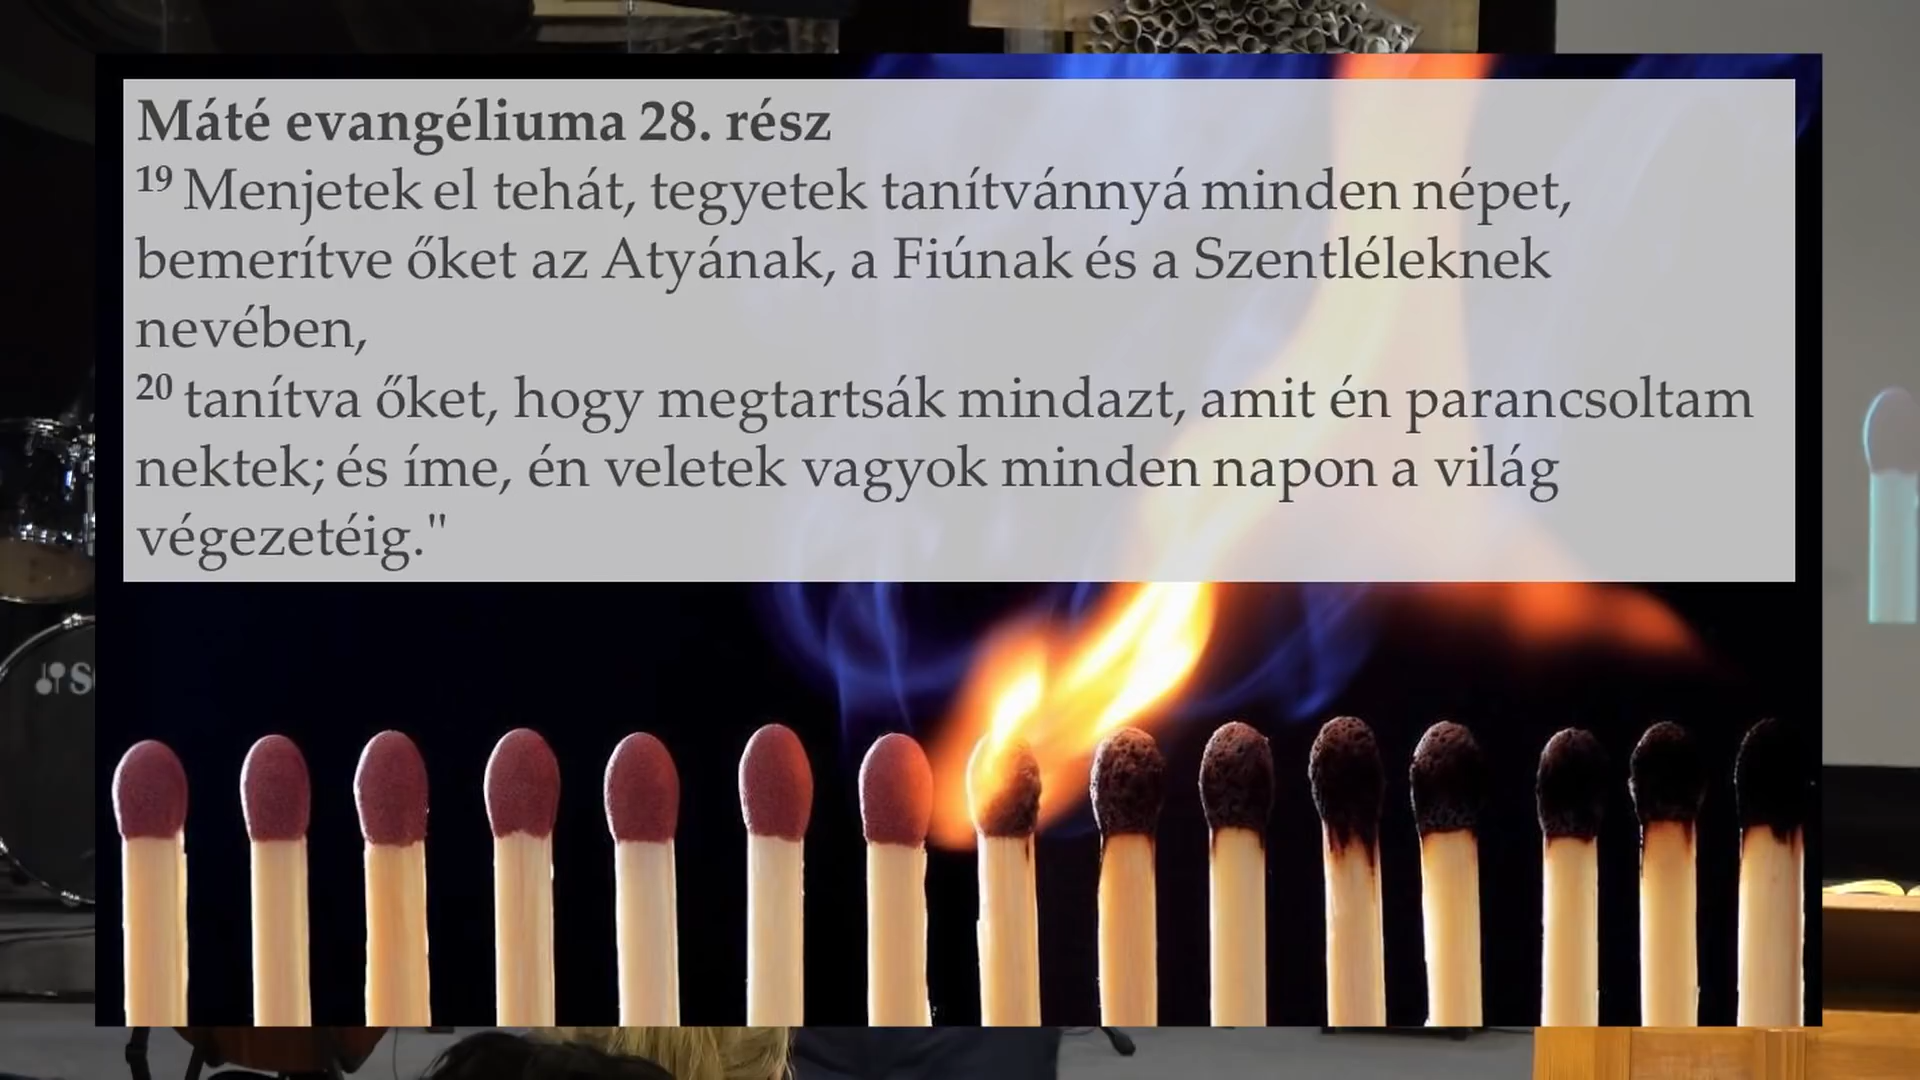 Máté evangéliuma 28. rész
19 Menjetek el tehát, tegyetek tanítvánnyá minden népet,
bemerítve őket az Atyának, a Fiúnak és a Szentléleknek
nevében,
20 tanítva őket, hogy megtartsák mindazt, amit én parancsoltam
nektek; és íme, én veletek vagyok minden napon a világ
végezetéig."